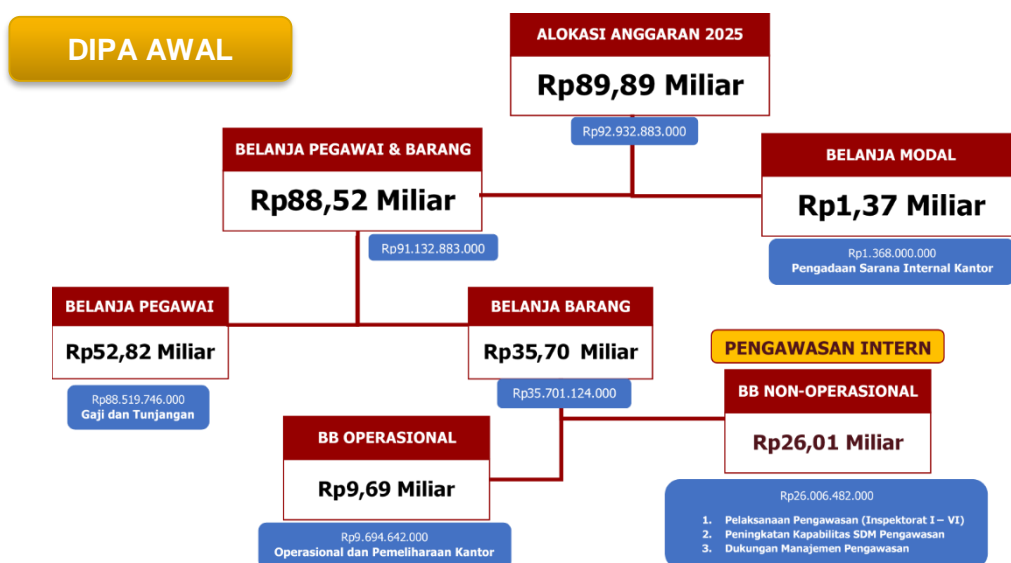 DIPA AWAL
ALOKASI ANGGARAN 2025
Rp89,89 Miliar
Rp92.932.883.000
BELANJA PEGAWAI & BARANG
Rp88,52 Miliar
Rp91.132.883.000
BELANJA MODAL
Rp1,37 Miliar
Rp1.368.000.000
Pengadaan Sarana Internal Kantor
BELANJA PEGAWAI
Rp52,82 Miliar
Rp88.519.746.000
Gaji dan Tunjangan
BELANJA BARANG
Rp35,70 Miliar
Rp35.701.124.000
PENGAWASAN INTERN
BB NON-OPERASIONAL
Rp26,01 Miliar
Rp26.006.482.000
1. Pelaksanaan Pengawasan (Inspektorat I – VI)
2. Peningkatan Kapabilitas SDM Pengawasan
3. Dukungan Manajemen Pengawasan
BB OPERASIONAL
Rp9,69 Miliar
Rp9.694.642.000
Operasional dan Pemeliharaan Kantor